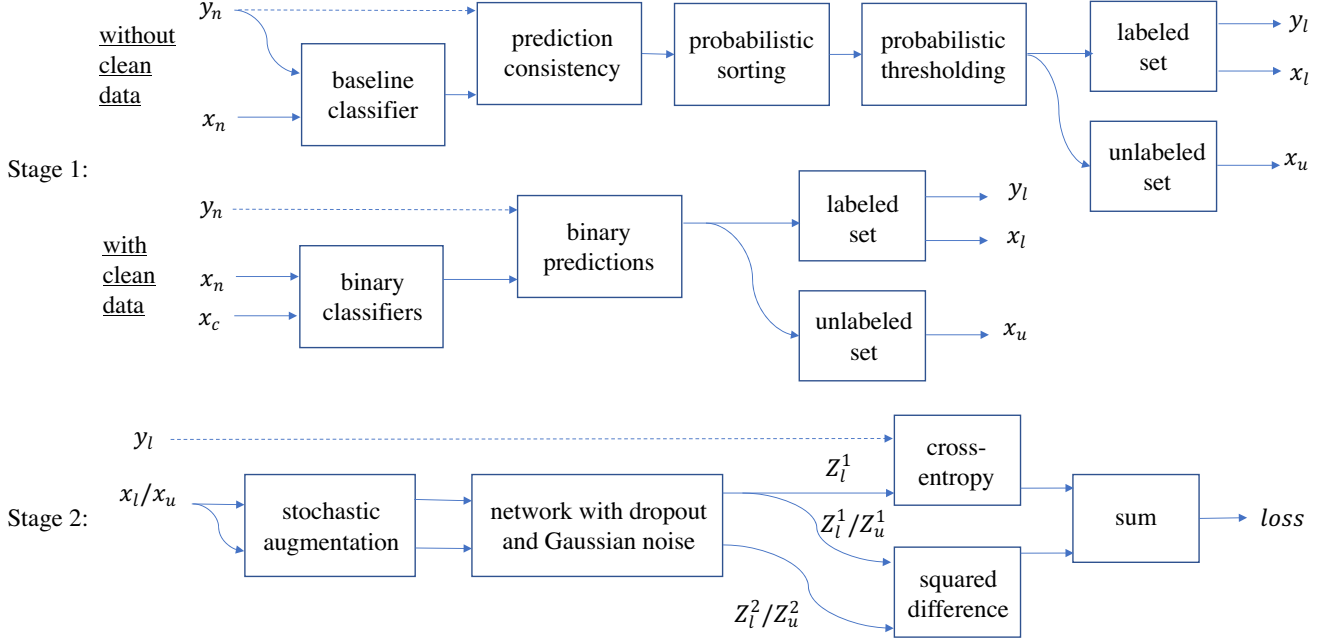 Stage 1:
without
clean
data
y_n
x_n
baseline
classifier
prediction
consistency
probabilistic
sorting
probabilistic
thresholding
labeled
set
y_l
x_l
unlabeled
set
x_u
with
clean
data
y_n
x_n
x_c
binary
classifiers
binary
predictions
labeled
set
y_l
x_l
unlabeled
set
x_u
Stage 2:
y_l
x_l/x_u
stochastic
augmentation
network with dropout
and Gaussian noise
Z_l^1
Z_l^1/Z_u^1
Z_l^2/Z_u^2
cross-
entropy
squared
difference
sum
loss